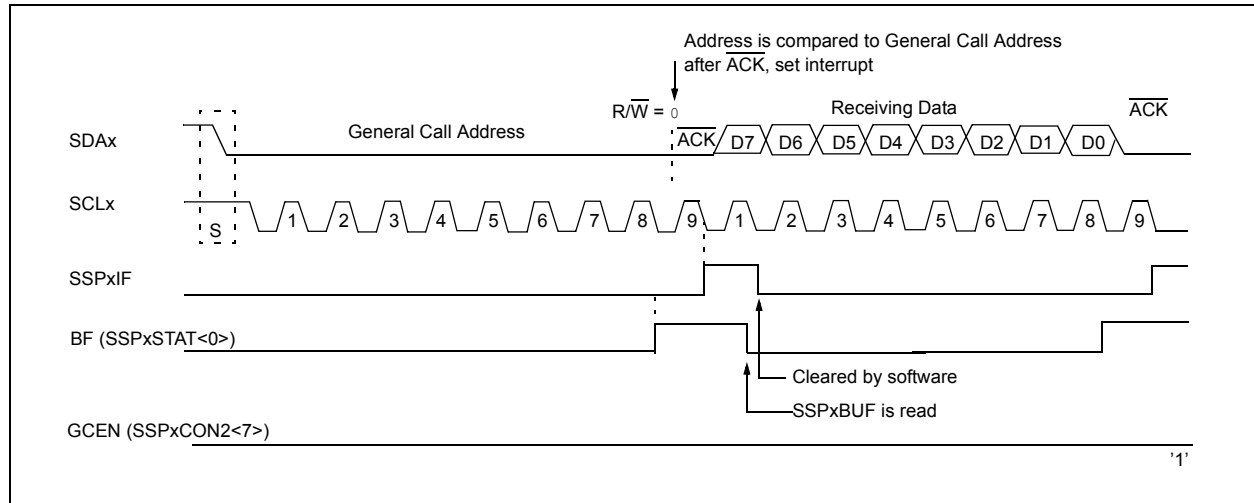 Address is compared to General Call Address
after ACK, set interrupt
R/W = 0
Receiving Data
ACK
SDAx
General Call Address
ACK D7 D6 D5 D4 D3 D2 D1 D0
SCLx
S
1 2 3 4 5 6 7 8 9 1 2 3 4 5 6 7 8 9
SSPxIF
BF (SSPxSTAT<0>)
Cleared by software
SSPxBUF is read
GCEN (SSPxCON2<7>)
'1'